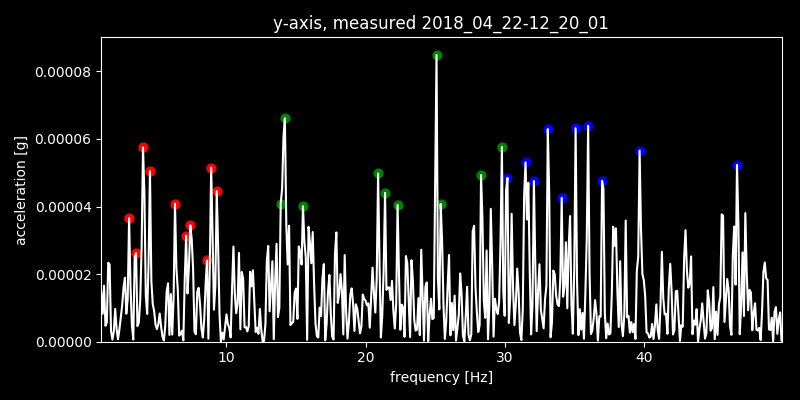 y-axis, measured 2018_04_22-12_20_01
acceleration [g]
0.00008
0.00006
0.00004
0.00002
0.00000
10 20 30 40
frequency [Hz]